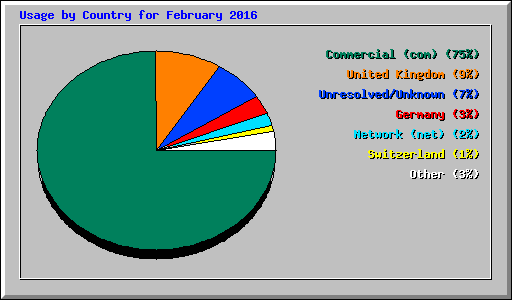 Usage by Country for February 2016
Commercial (com) (75%)
United Kingdom (9%)
Unresolved/Unknown (7%)
Germany (3%)
Network (net) (2%)
Switzerland (1%)
Other (3%)